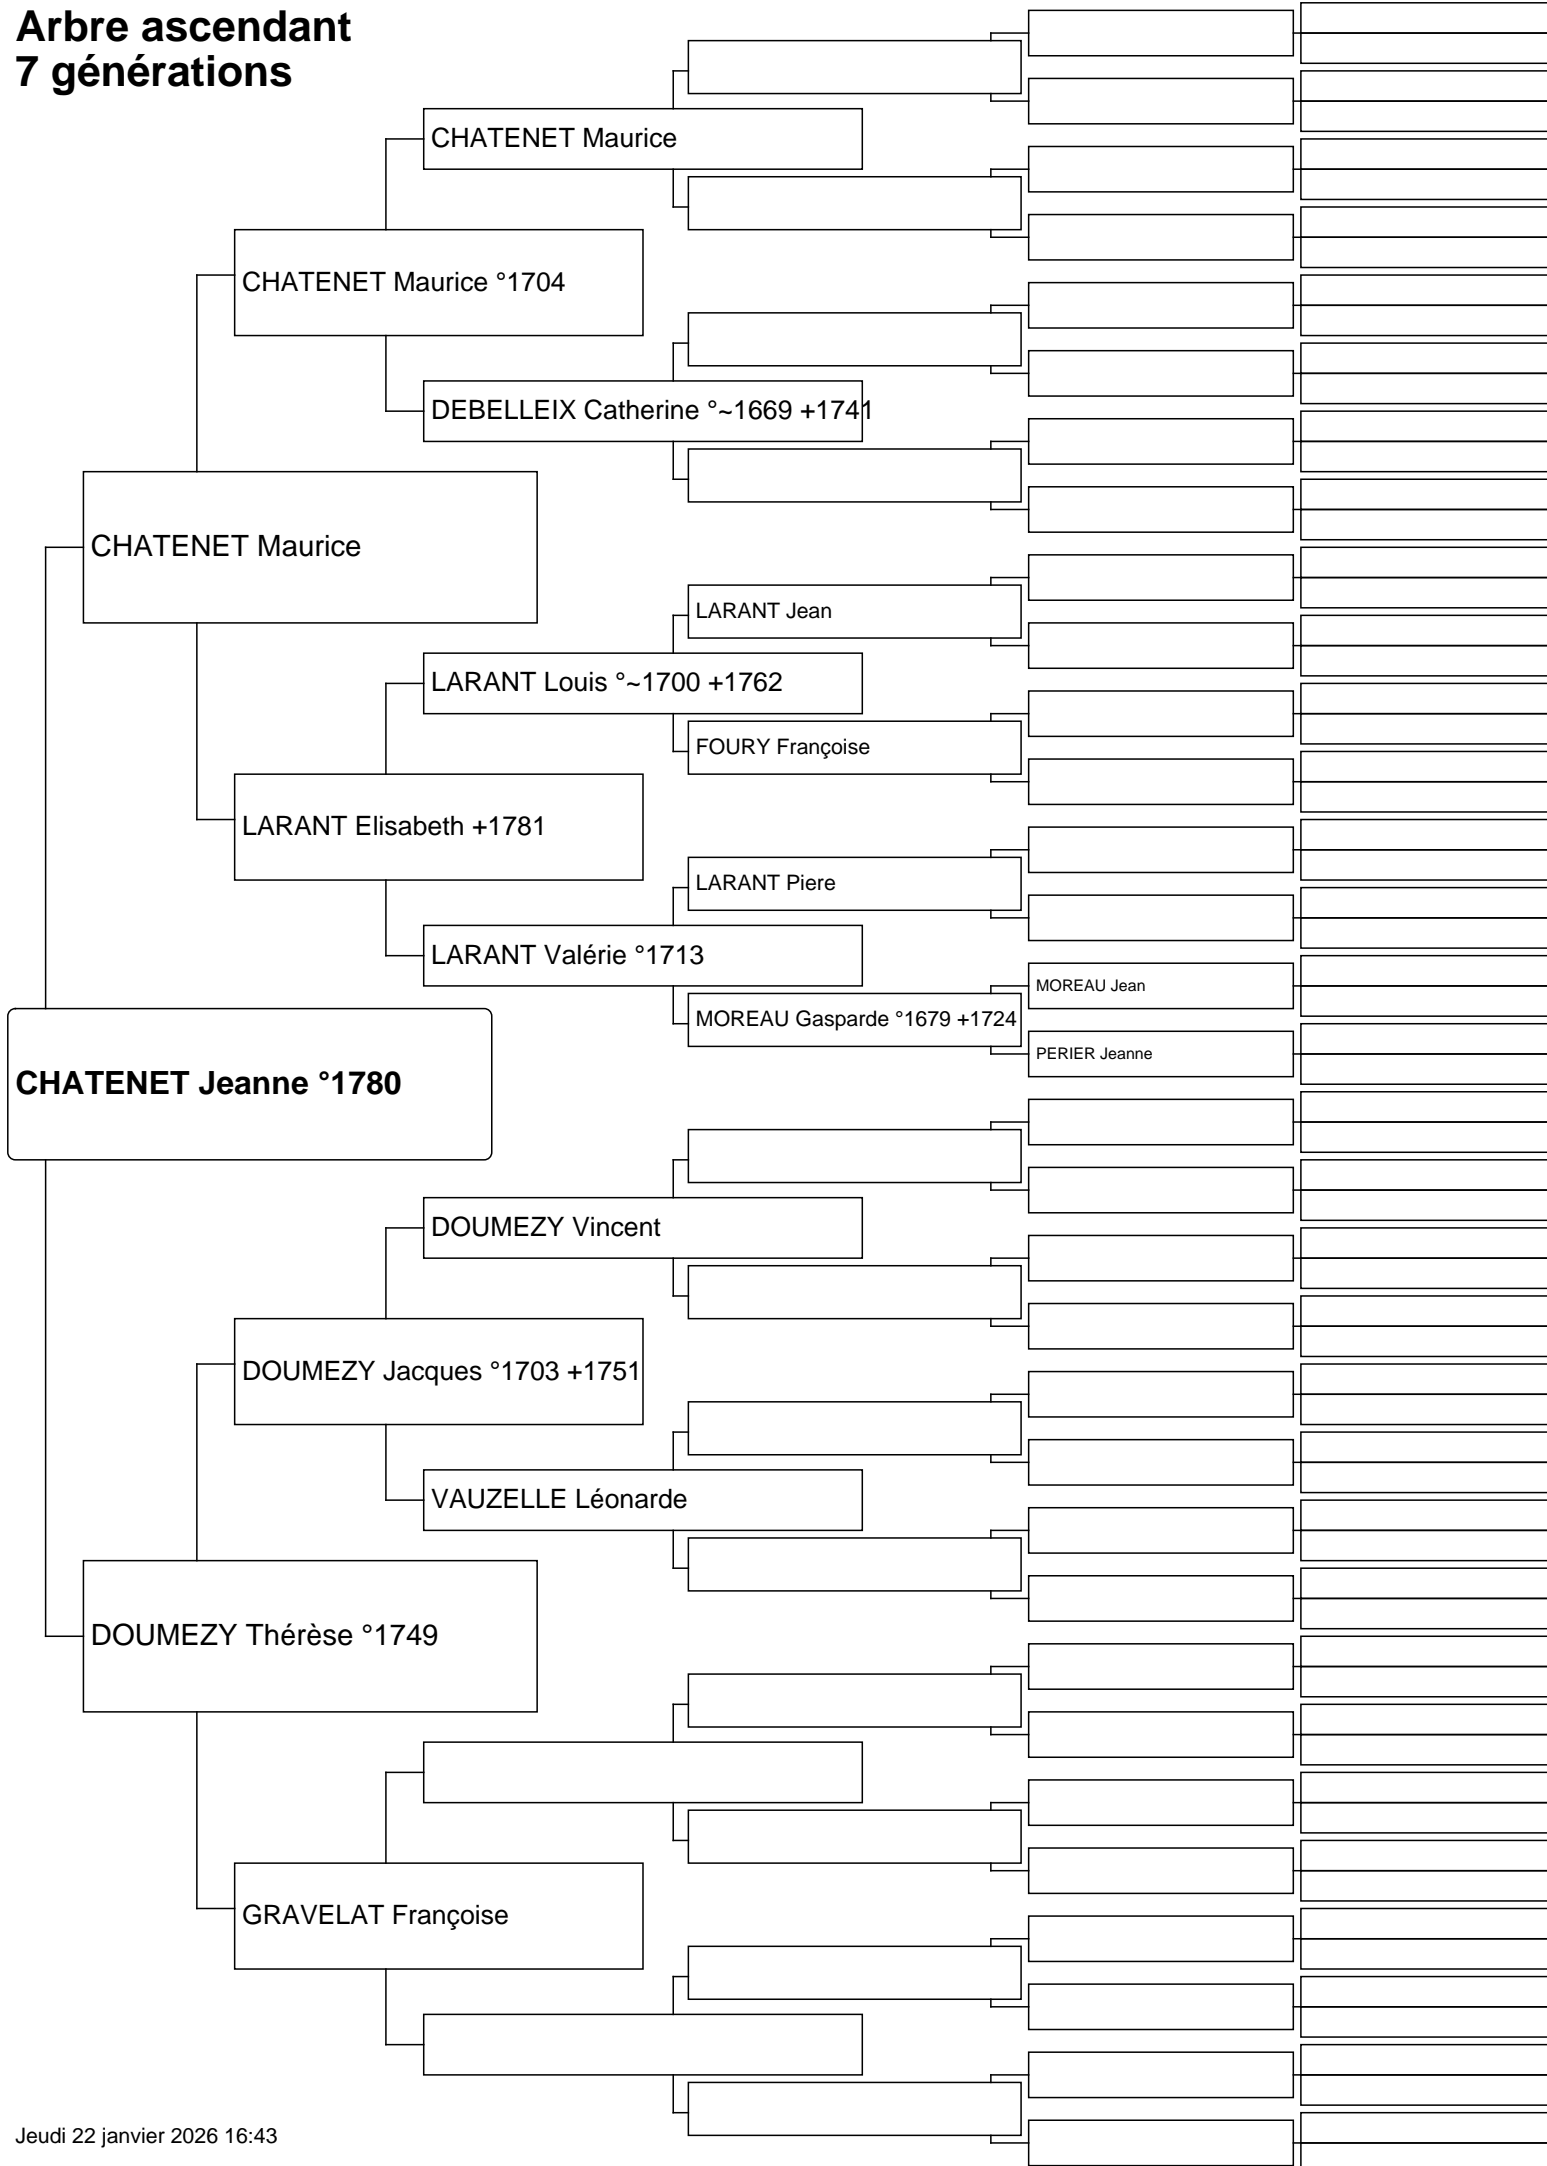 Arbre ascendant
7 générations
CHATENET Maurice
CHATENET Maurice °1704
DEBELLEIX Catherine °~1669 +1741
CHATENET Maurice
LARANT Jean
LARANT Louis °~1700 +1762
FOURY Françoise
LARANT Elisabeth +1781
LARANT Piere
LARANT Valérie °1713
MOREAU Jean
MOREAU Gasparde °1679 +1724
PERIER Jeanne
CHATENET Jeanne °1780
DOUMEZY Vincent
DOUMEZY Jacques °1703 +1751
VAUZELLE Léonarde
DOUMEZY Thérèse °1749
GRAVELAT Françoise
Jeudi 22 janvier 2026 16:43